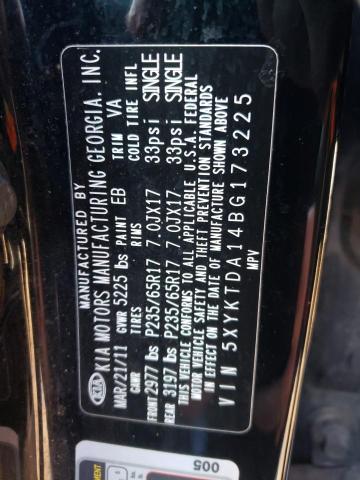 MANUFACTURED BY
KIA KIA MOTORS MANUFACTURING GEORGIA, INC.
MAR/21/11 GVWR 5225 lbs PAINT EB TRIM VA
GAWR TIRES RIMS COLD TIRE INFL
FRONT 2977 lbs P235/65R17 7.0JX17 33psi SINGLE
REAR 3197 lbs P235/65R17 7.0JX17 33psi SINGLE
THIS VEHICLE CONFORMS TO ALL APPLICABLE U.S.A. FEDERAL
MOTOR VEHICLE SAFETY AND THEFT PREVENTION STANDARDS
IN EFFECT ON THE DATE OF MANUFACTURE SHOWN ABOVE
VIN 5XYKTDA14BG173225
MPV
005